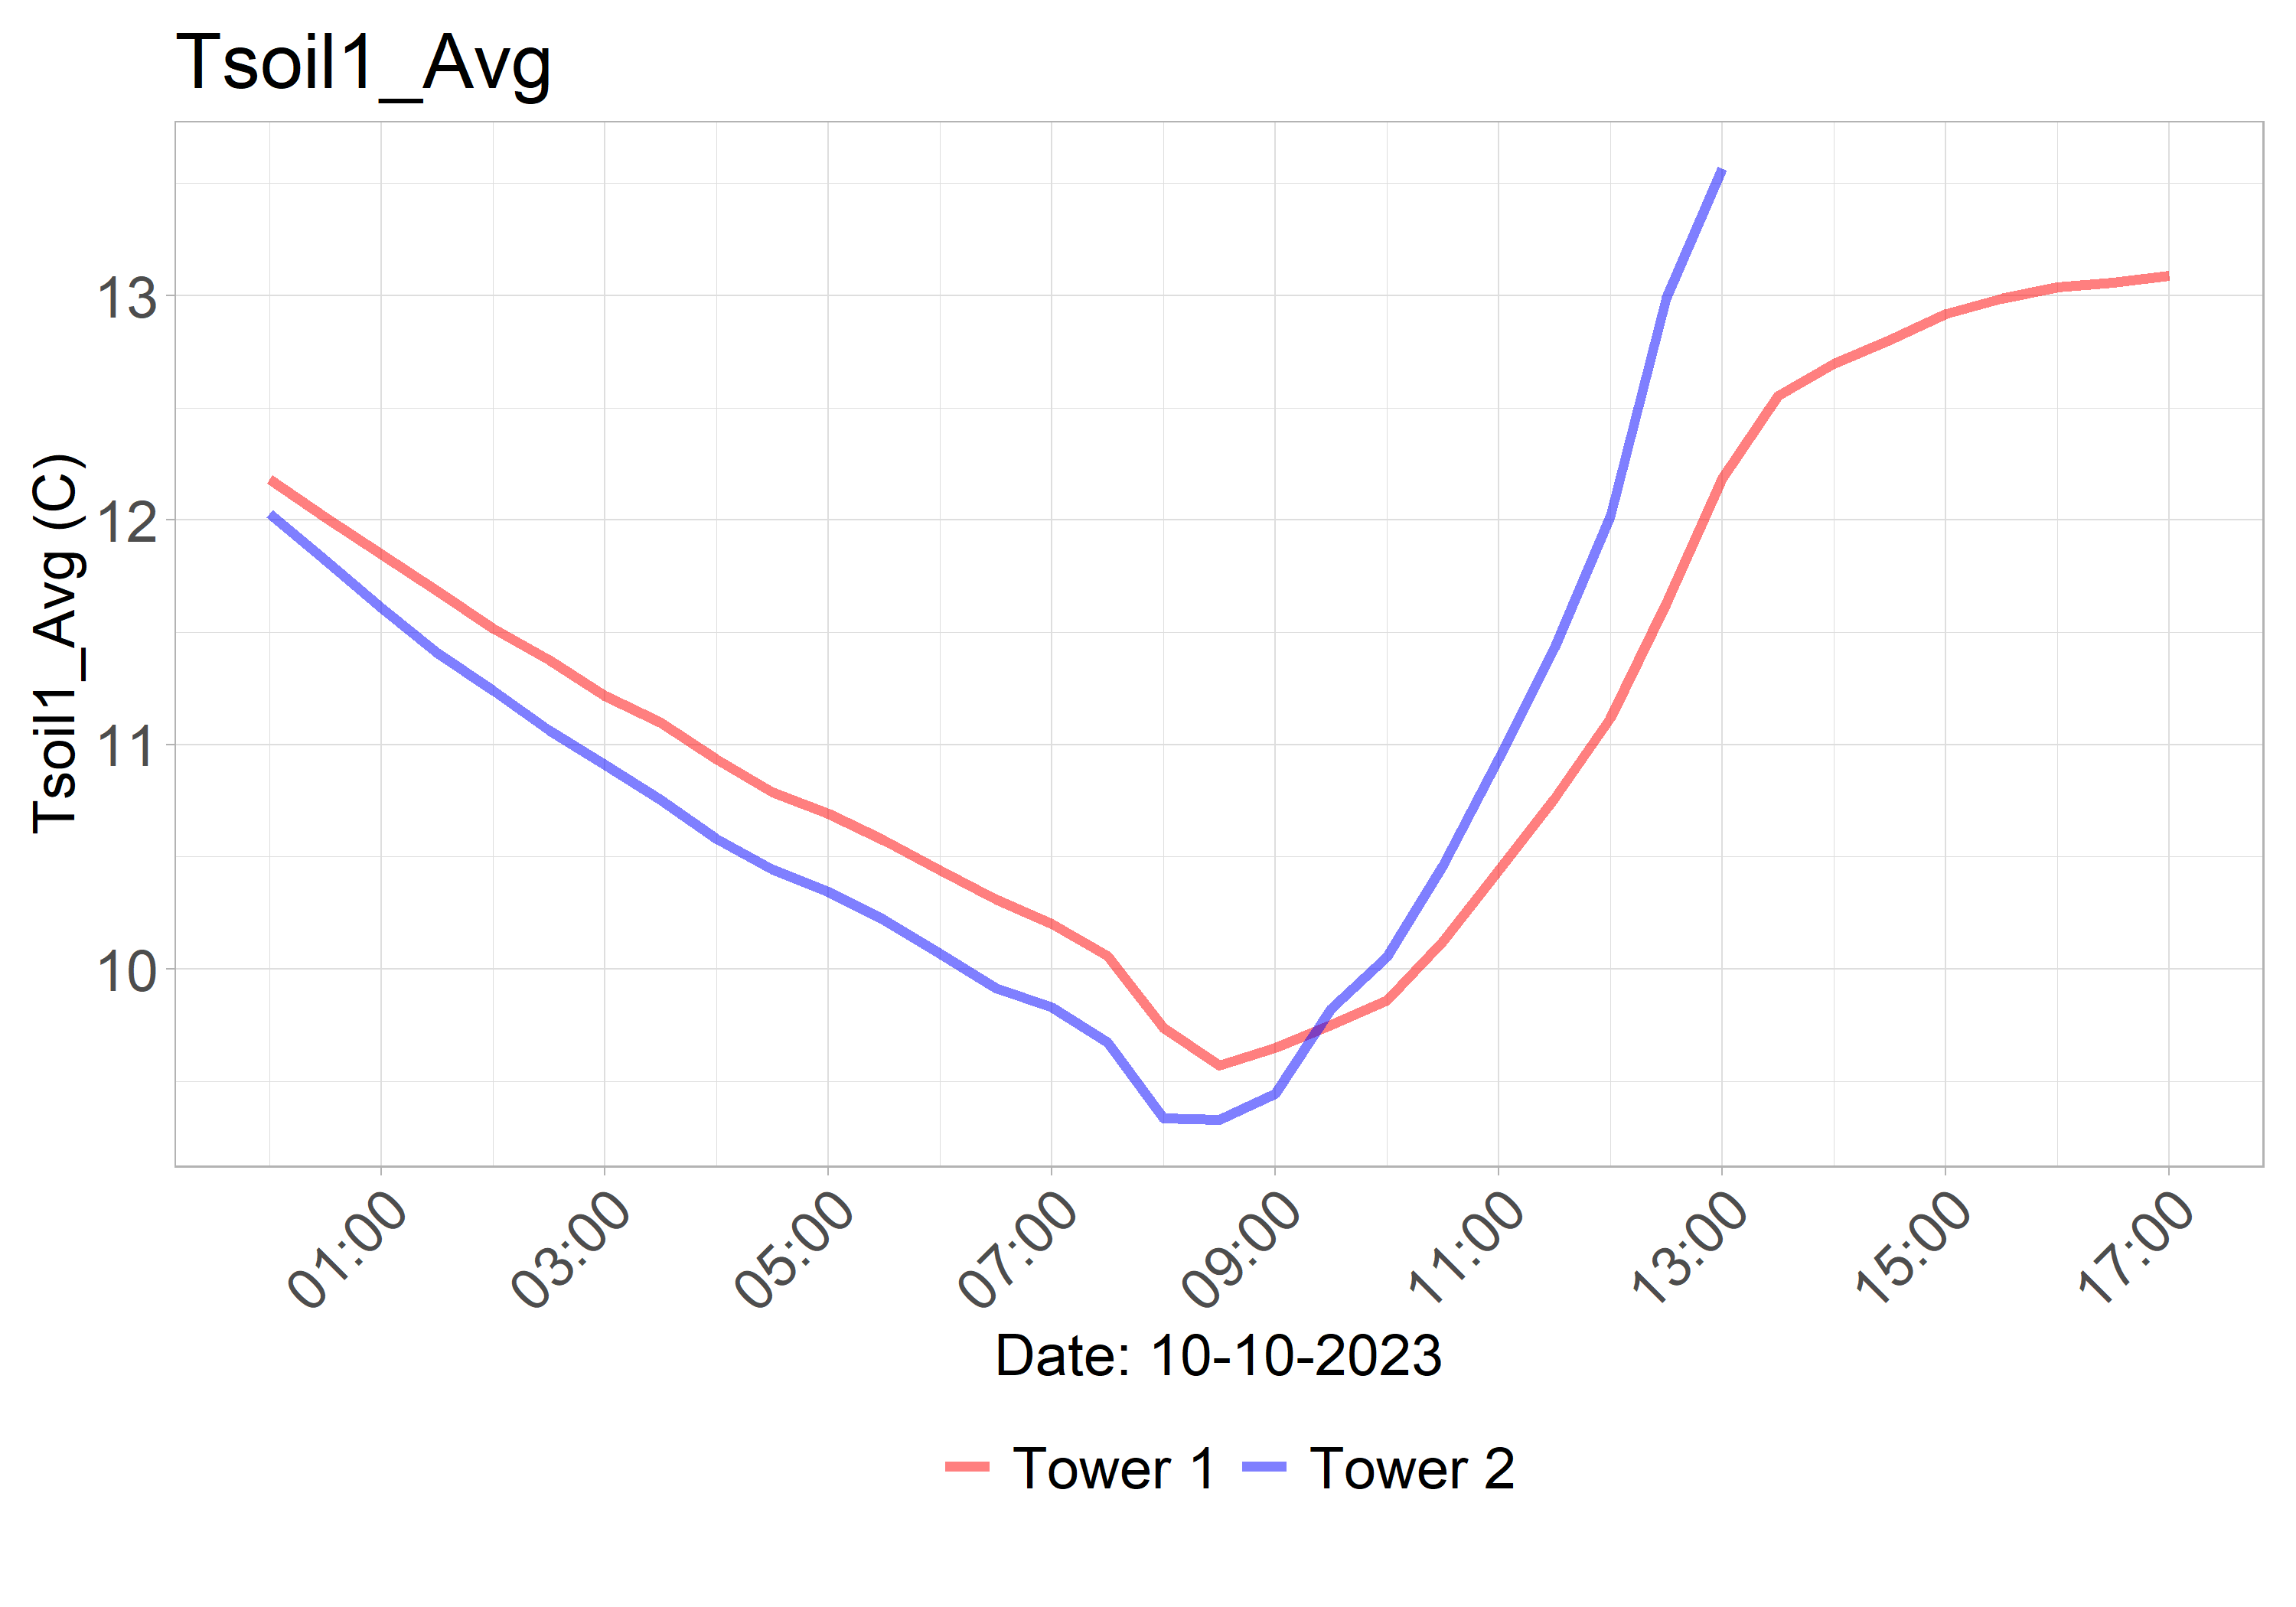 Tsoil1_Avg
Tsoil1_Avg (C)
13
12
11
10
01:00 03:00 05:00 07:00 09:00 11:00 13:00 15:00 17:00
Date: 10-10-2023
Tower 1 Tower 2